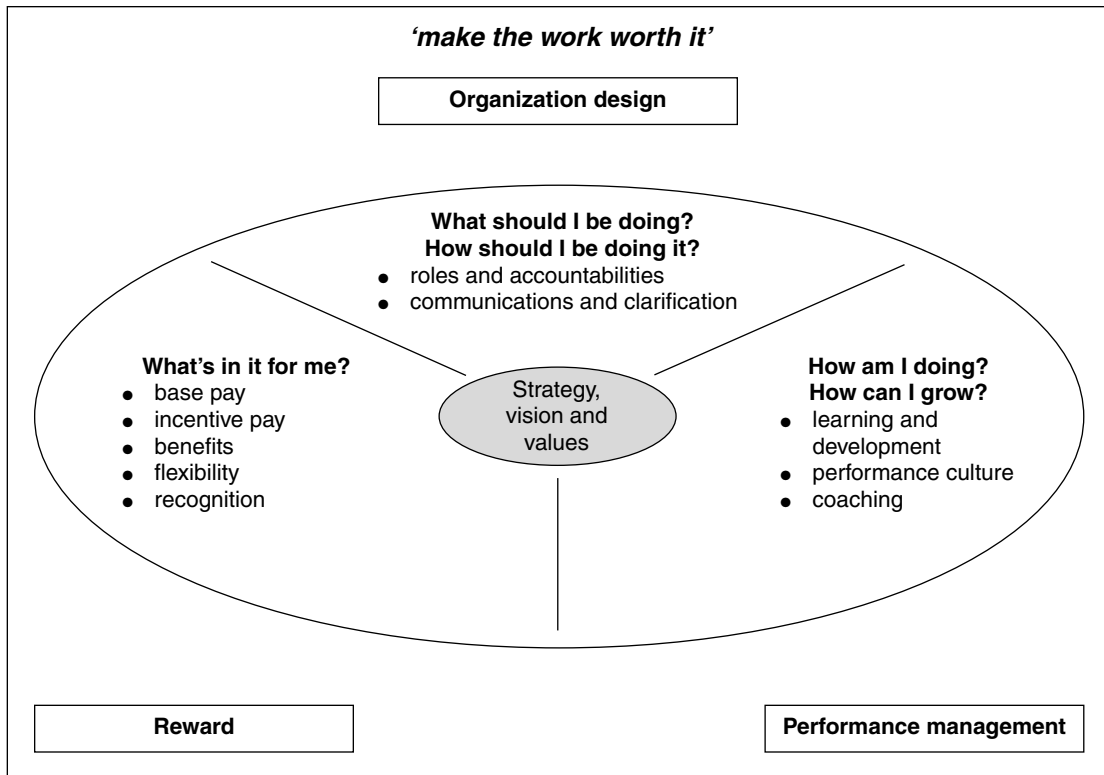 ‘make the work worth it’
Organization design
What should I be doing?
How should I be doing it?
● roles and accountabilities
● communications and clarification
What’s in it for me?
● base pay
● incentive pay
● benefits
● flexibility
● recognition
Strategy,
vision and
values
How am I doing?
How can I grow?
● learning and
development
● performance culture
● coaching
Reward
Performance management